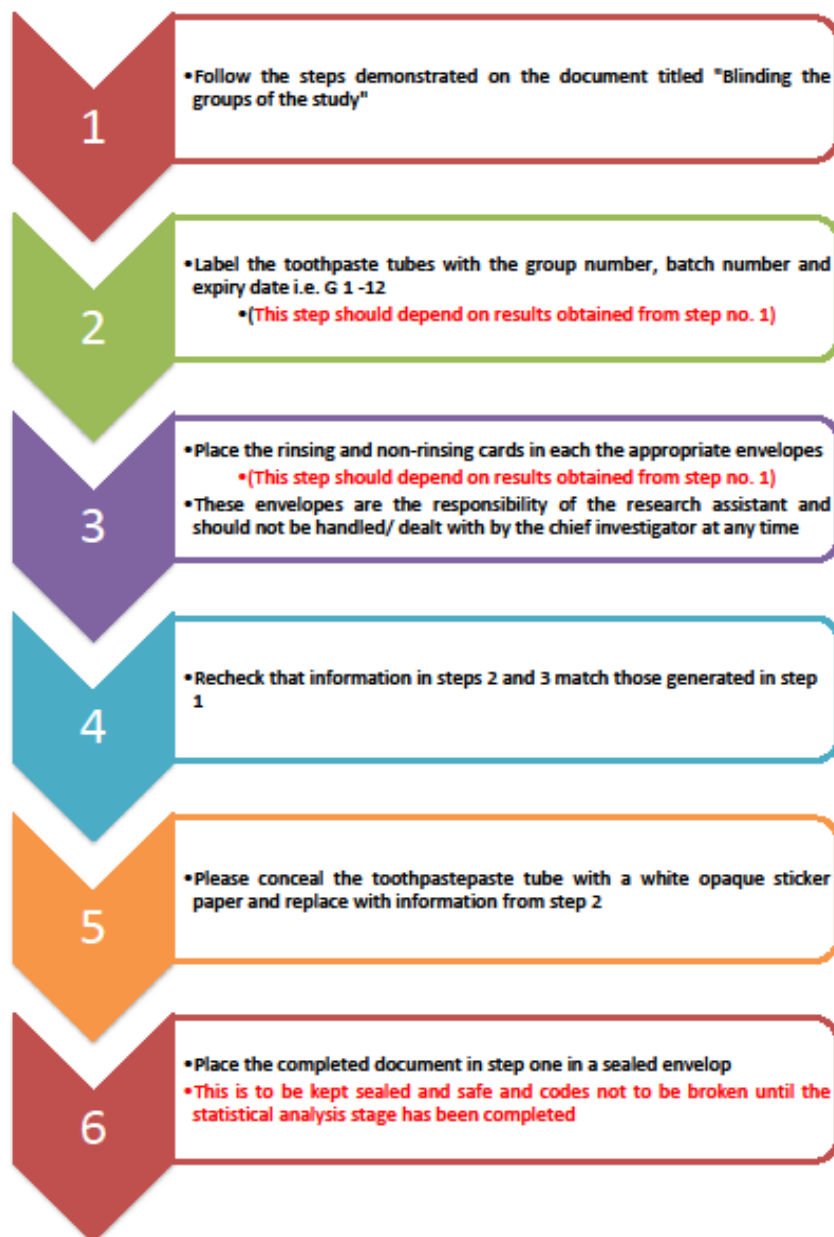 1
•Follow the steps demonstrated on the document titled "Blinding the
groups of the study"
2
•Label the toothpaste tubes with the group number, batch number and
expiry date i.e. G 1 -12
•(This step should depend on results obtained from step no. 1)
3
•Place the rinsing and non-rinsing cards in each the appropriate envelopes
•(This step should depend on results obtained from step no. 1)
•These envelopes are the responsibility of the research assistant and
should not be handled/ dealt with by the chief investigator at any time
4
•Recheck that information in steps 2 and 3 match those generated in step
1
5
•Please conceal the toothpastepaste tube with a white opaque sticker
paper and replace with information from step 2
6
•Place the completed document in step one in a sealed envelop
•This is to be kept sealed and safe and codes not to be broken until the
statistical analysis stage has been completed